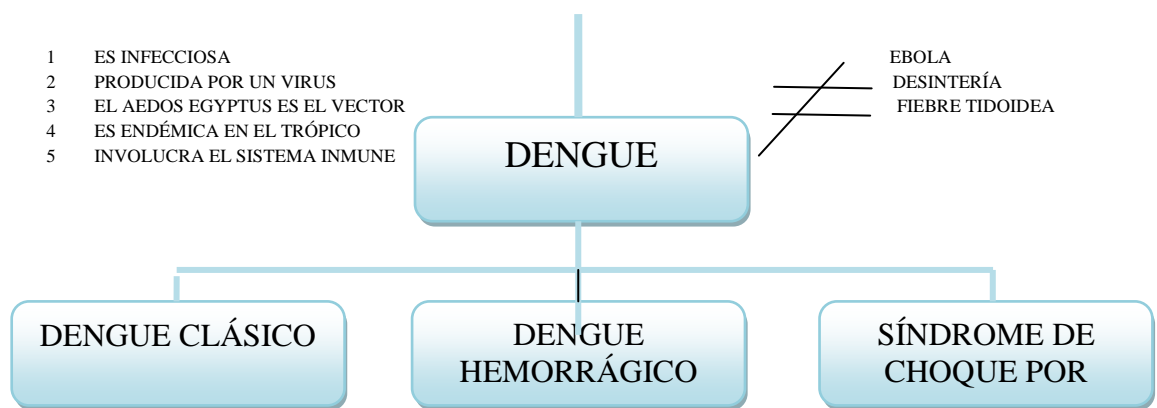 1 ES INFECCIOSA
2 PRODUCIDA POR UN VIRUS
3 EL AEDOS EGYPTUS ES EL VECTOR
4 ES ENDÉMICA EN EL TRÓPICO
5 INVOLUCRA EL SISTEMA INMUNE
EBOLA
DESINTERÍA
FIEBRE TIDOIDEA
DENGUE
DENGUE CLÁSICO
DENGUE
HEMORRÁGICO
SÍNDROME DE
CHOQUE POR